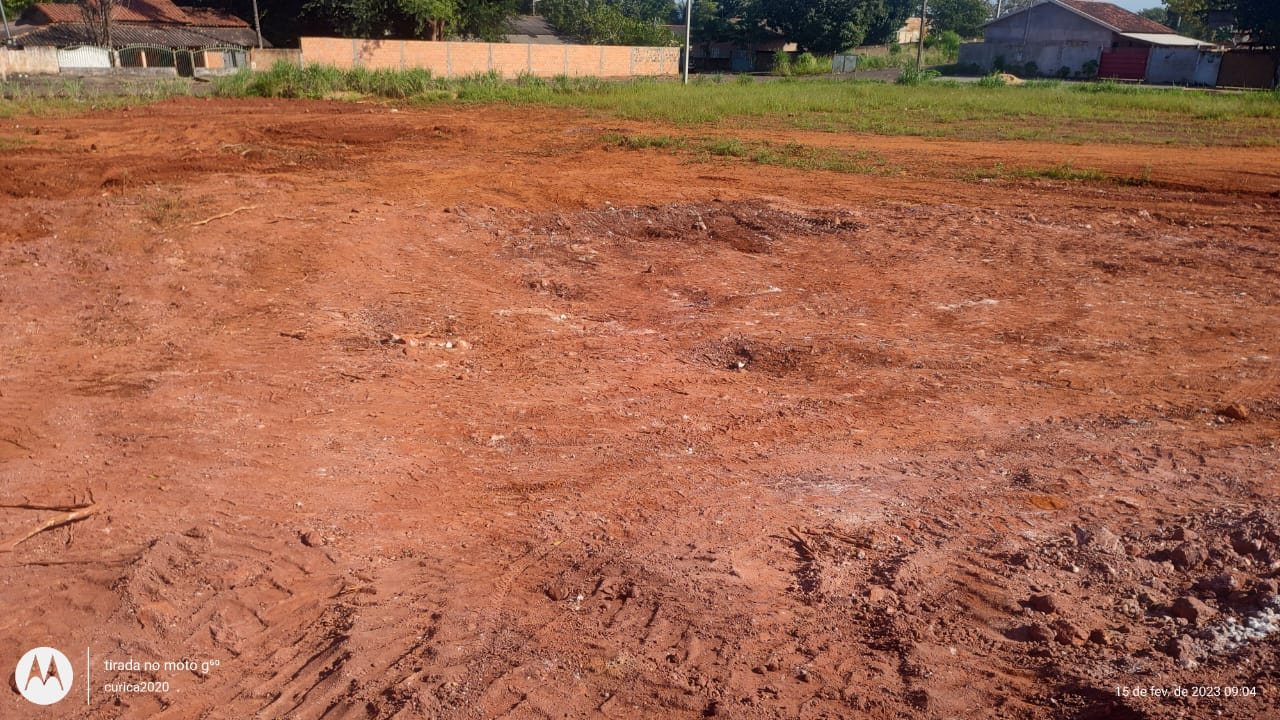 tirada no moto g⁶⁰
curica2020
15 de fev. de 2023 09:04